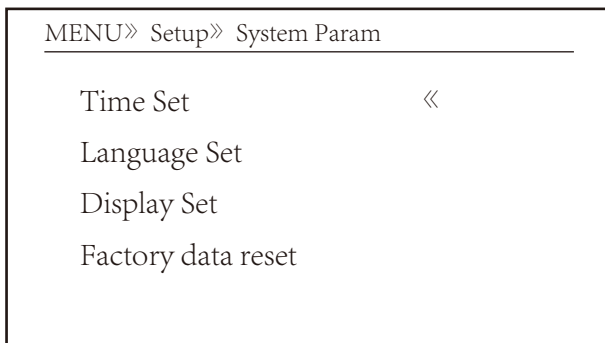 MENU》 Setup》 System Param
Time Set 《
Language Set
Display Set
Factory data reset